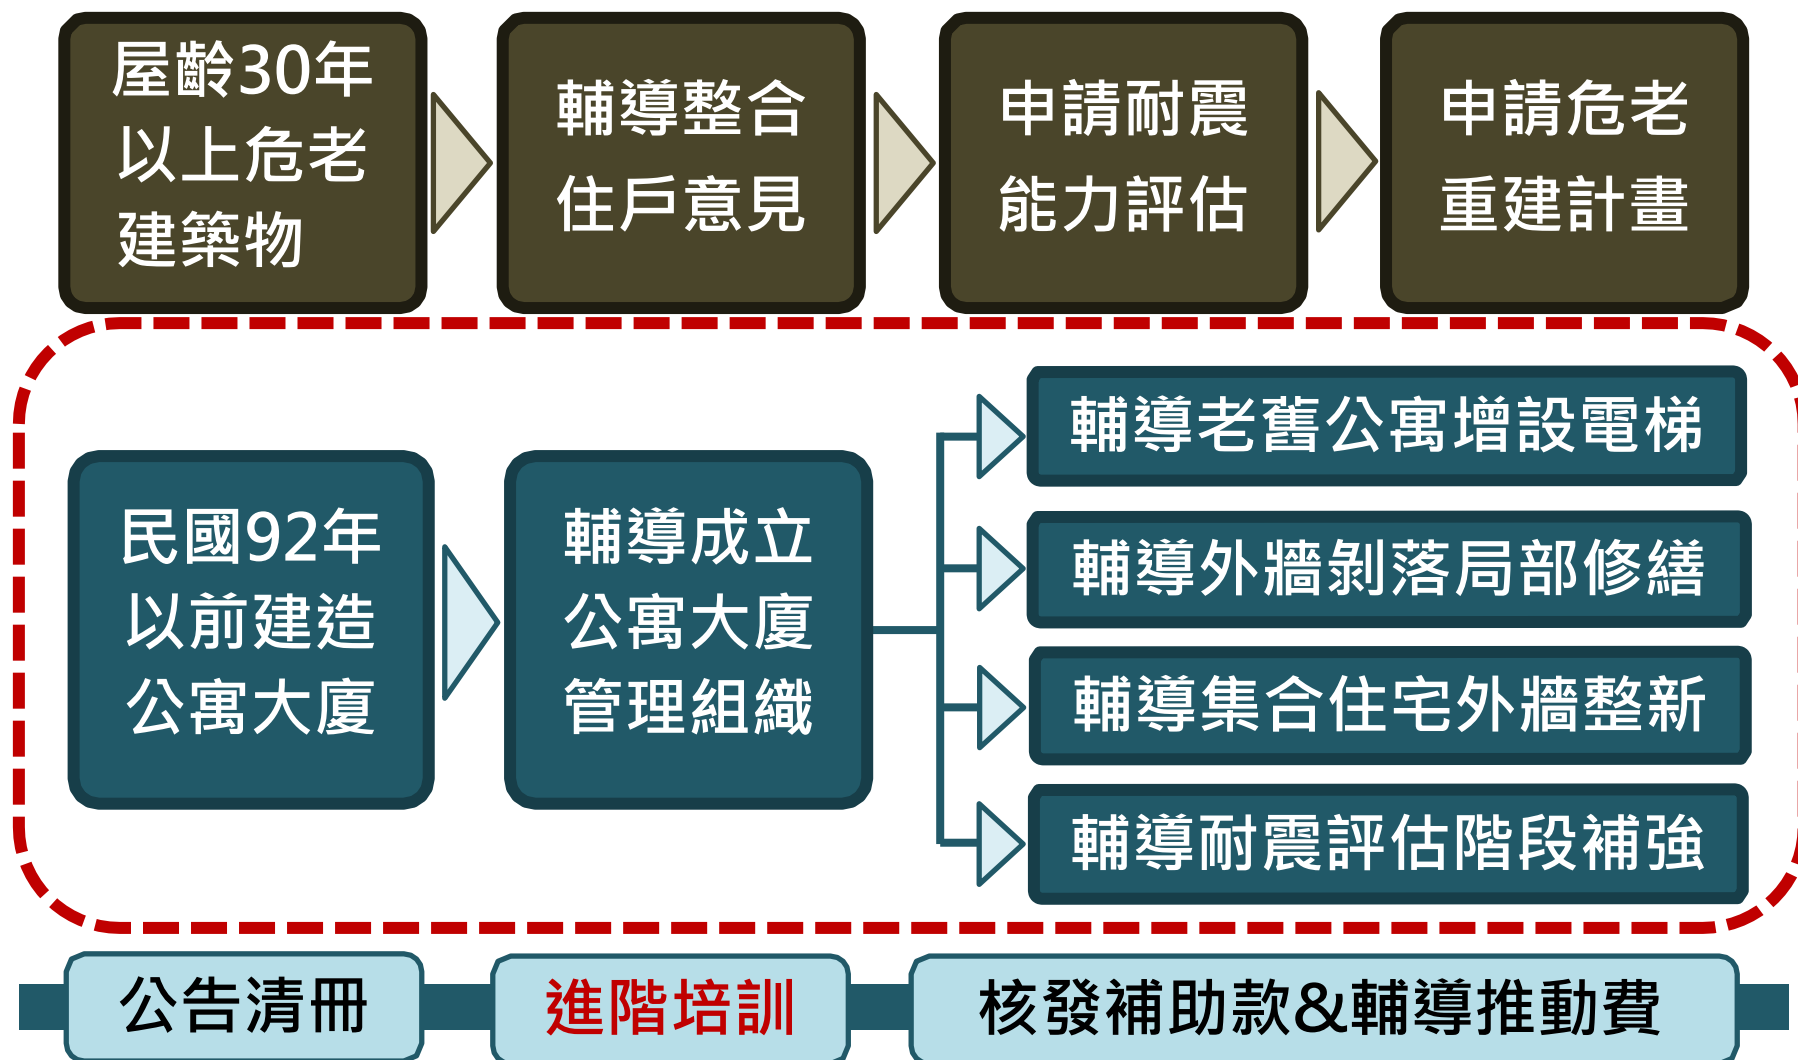 屋齡30年
以上危老
建築物
輔導整合
住戶意見
申請耐震
能力評估
申請危老
重建計畫
民國92年
以前建造
公寓大廈
輔導成立
公寓大廈
管理組織
輔導老舊公寓增設電梯
輔導外牆剝落局部修繕
輔導集合住宅外牆整新
輔導耐震評估階段補強
公告清冊
進階培訓
核發補助款&輔導推動費